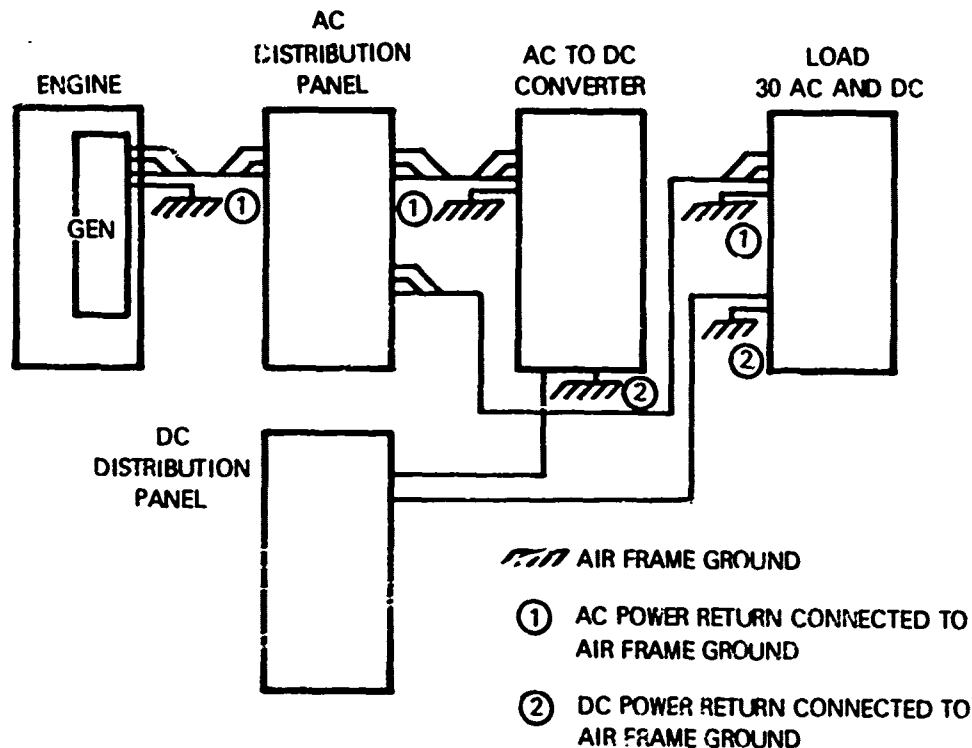 AC
DISTRIBUTION
PANEL
ENGINE
AC TO DC
CONVERTER
LOAD
30 AC AND DC
GEN
1
1
1
2
2
DC
DISTRIBUTION
PANEL
AIR FRAME GROUND
1 AC POWER RETURN CONNECTED TO
AIR FRAME GROUND
2 DC POWER RETURN CONNECTED TO
AIR FRAME GROUND